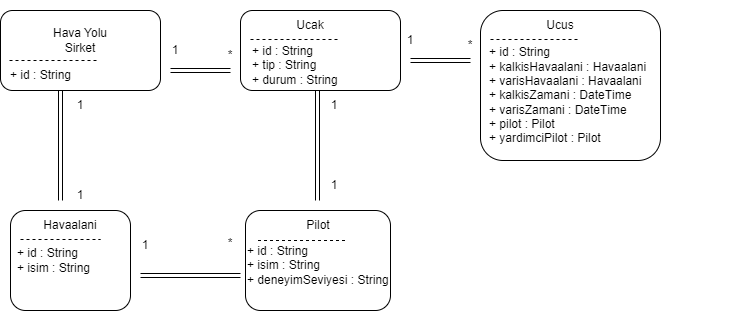 Hava Yolu
Sirket
+ id : String
1
*
Ucak
+ id : String
+ tip : String
+ durum : String
1
*
Ucus
+ id : String
+ kalkisHavaalani : Havaalani
+ varisHavaalani : Havaalani
+ kalkisZamani : DateTime
+ varisZamani : DateTime
+ pilot : Pilot
+ yardimciPilot : Pilot
1
1
1
1
Havaalani
+ id : String
+ isim : String
1
*
Pilot
+ id : String
+ isim : String
+ deneyimSeviyesi : String